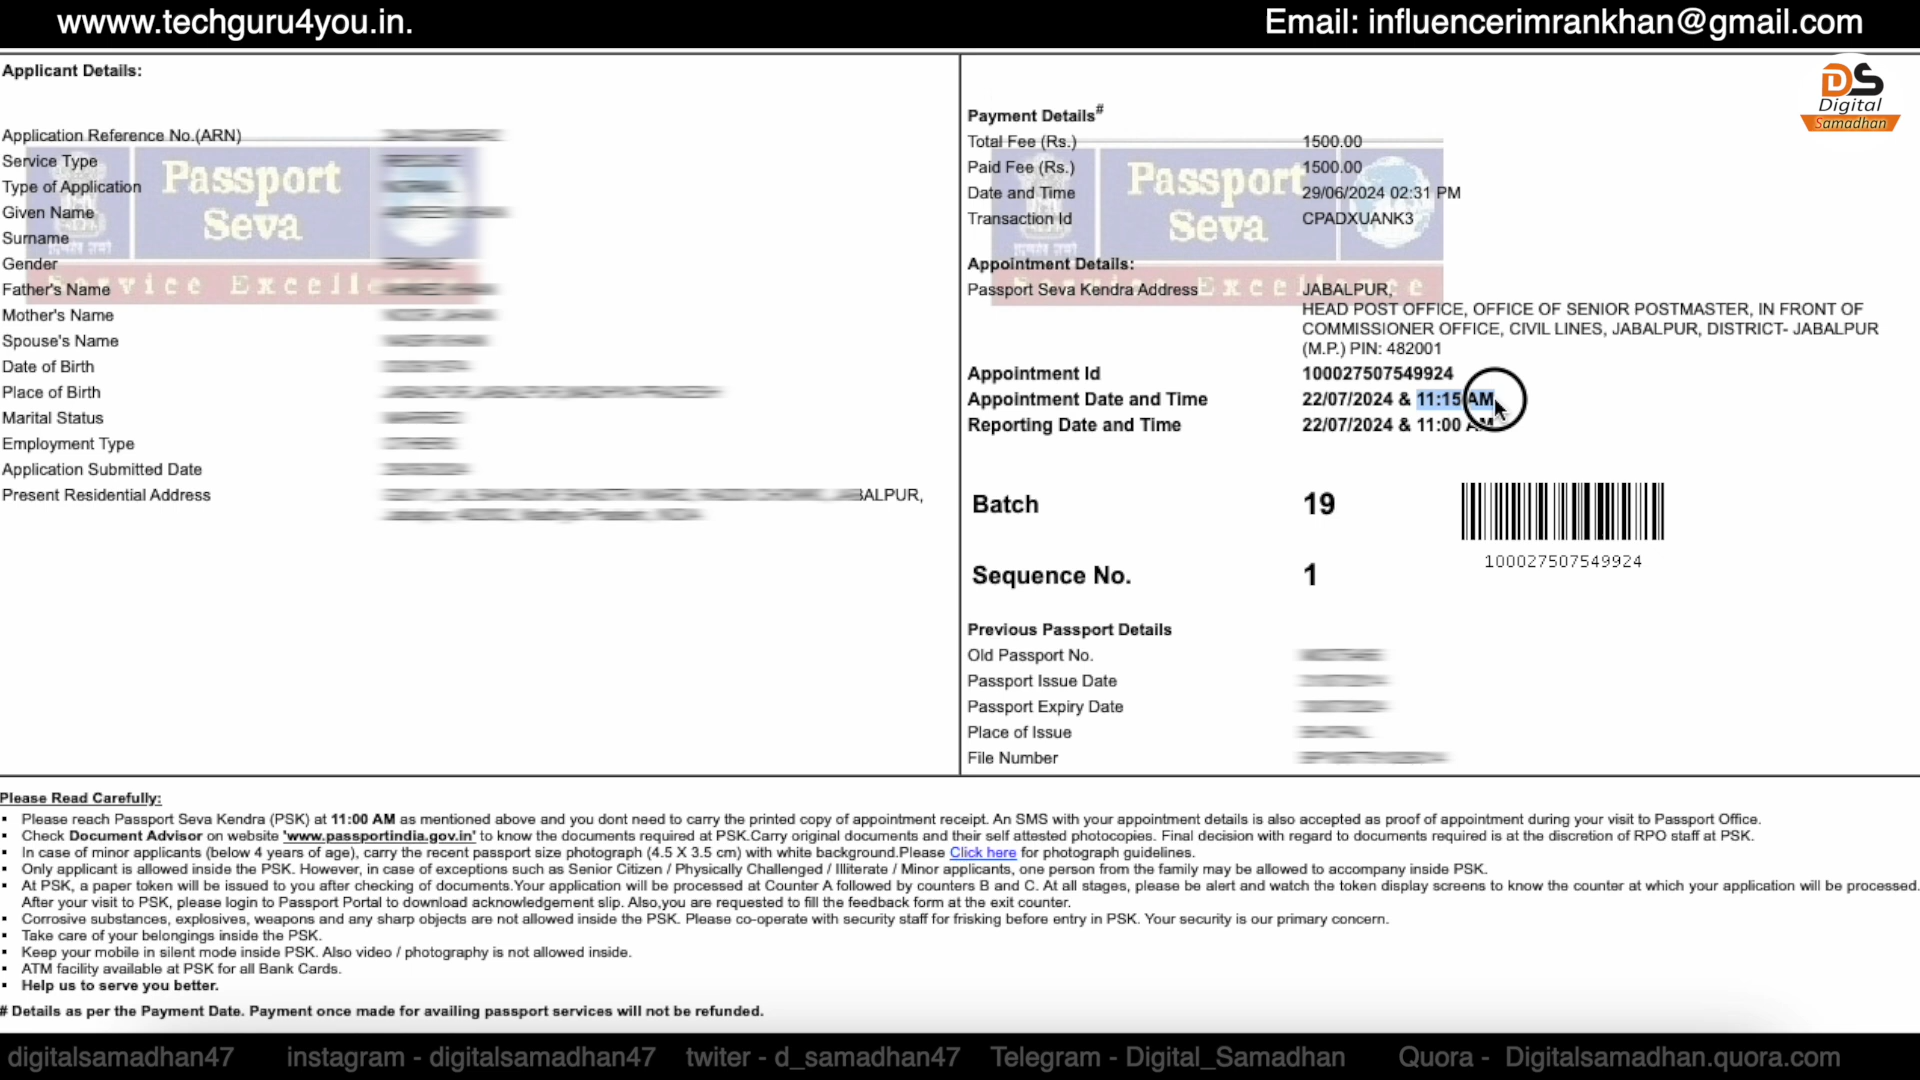 wwww.techguru4you.in.
Email: influencerimrankhan@gmail.com
DS
Digital
Samadhan
Applicant Details:
Application Reference No.(ARN)
Service Type
Type of Application
Given Name
Surname
Gender
Father's Name
Mother's Name
Spouse's Name
Date of Birth
Place of Birth
Marital Status
Employment Type
Application Submitted Date
Present Residential Address BALPUR,
Passport
Seva
Service Excelle
Payment Details#
Total Fee (Rs.) 1500.00
Paid Fee (Rs.) 1500.00
Date and Time 29/06/2024 02:31 PM
Transaction Id CPADXUANK3
Passport
Seva
Service Excellence
Appointment Details:
Passport Seva Kendra Address JABALPUR,
HEAD POST OFFICE, OFFICE OF SENIOR POSTMASTER, IN FRONT OF
COMMISSIONER OFFICE, CIVIL LINES, JABALPUR, DISTRICT- JABALPUR
(M.P.) PIN: 482001
Appointment Id 100027507549924
Appointment Date and Time 22/07/2024 & 11:15 AM
Reporting Date and Time 22/07/2024 & 11:00 AM
Batch 19
Sequence No. 1
100027507549924
Previous Passport Details
Old Passport No.
Passport Issue Date
Passport Expiry Date
Place of Issue
File Number
Please Read Carefully:
▪ Please reach Passport Seva Kendra (PSK) at 11:00 AM as mentioned above and you dont need to carry the printed copy of appointment receipt. An SMS with your appointment details is also accepted as proof of appointment during your visit to Passport Office.
▪ Check Document Advisor on website 'www.passportindia.gov.in' to know the documents required at PSK.Carry original documents and their self attested photocopies. Final decision with regard to documents required is at the discretion of RPO staff at PSK.
▪ In case of minor applicants (below 4 years of age), carry the recent passport size photograph (4.5 X 3.5 cm) with white background.Please Click here for photograph guidelines.
▪ Only applicant is allowed inside the PSK. However, in case of exceptions such as Senior Citizen / Physically Challenged / Illiterate / Minor applicants, one person from the family may be allowed to accompany inside PSK.
▪ At PSK, a paper token will be issued to you after checking of documents.Your application will be processed at Counter A followed by counters B and C. At all stages, please be alert and watch the token display screens to know the counter at which your application will be processed.
After your visit to PSK, please login to Passport Portal to download acknowledgement slip. Also,you are requested to fill the feedback form at the exit counter.
▪ Corrosive substances, explosives, weapons and any sharp objects are not allowed inside the PSK. Please co-operate with security staff for frisking before entry in PSK. Your security is our primary concern.
▪ Take care of your belongings inside the PSK.
▪ Keep your mobile in silent mode inside PSK. Also video / photography is not allowed inside.
▪ ATM facility available at PSK for all Bank Cards.
▪ Help us to serve you better.
# Details as per the Payment Date. Payment once made for availing passport services will not be refunded.
digitalsamadhan47 instagram - digitalsamadhan47 twiter - d_samadhan47 Telegram - Digital_Samadhan Quora - Digitalsamadhan.quora.com